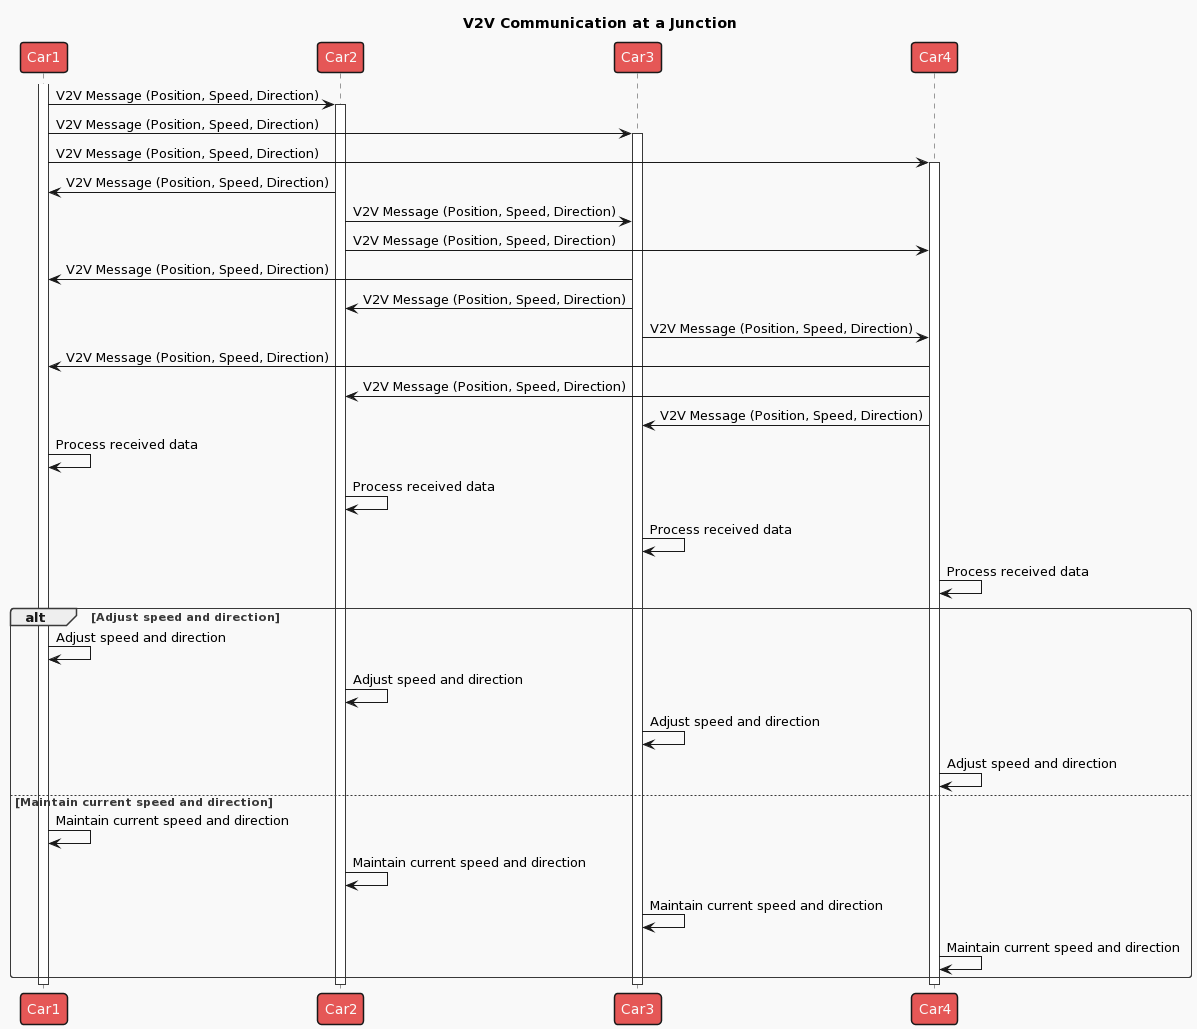 V2V Communication at a Junction
Car1 Car2 Car3 Car4
V2V Message (Position, Speed, Direction)
V2V Message (Position, Speed, Direction)
V2V Message (Position, Speed, Direction)
V2V Message (Position, Speed, Direction)
V2V Message (Position, Speed, Direction)
V2V Message (Position, Speed, Direction)
V2V Message (Position, Speed, Direction)
V2V Message (Position, Speed, Direction)
V2V Message (Position, Speed, Direction)
V2V Message (Position, Speed, Direction)
V2V Message (Position, Speed, Direction)
V2V Message (Position, Speed, Direction)
Process received data
Process received data
Process received data
Process received data
alt [Adjust speed and direction]
Adjust speed and direction
Adjust speed and direction
Adjust speed and direction
Adjust speed and direction
[Maintain current speed and direction]
Maintain current speed and direction
Maintain current speed and direction
Maintain current speed and direction
Maintain current speed and direction
Car1 Car2 Car3 Car4